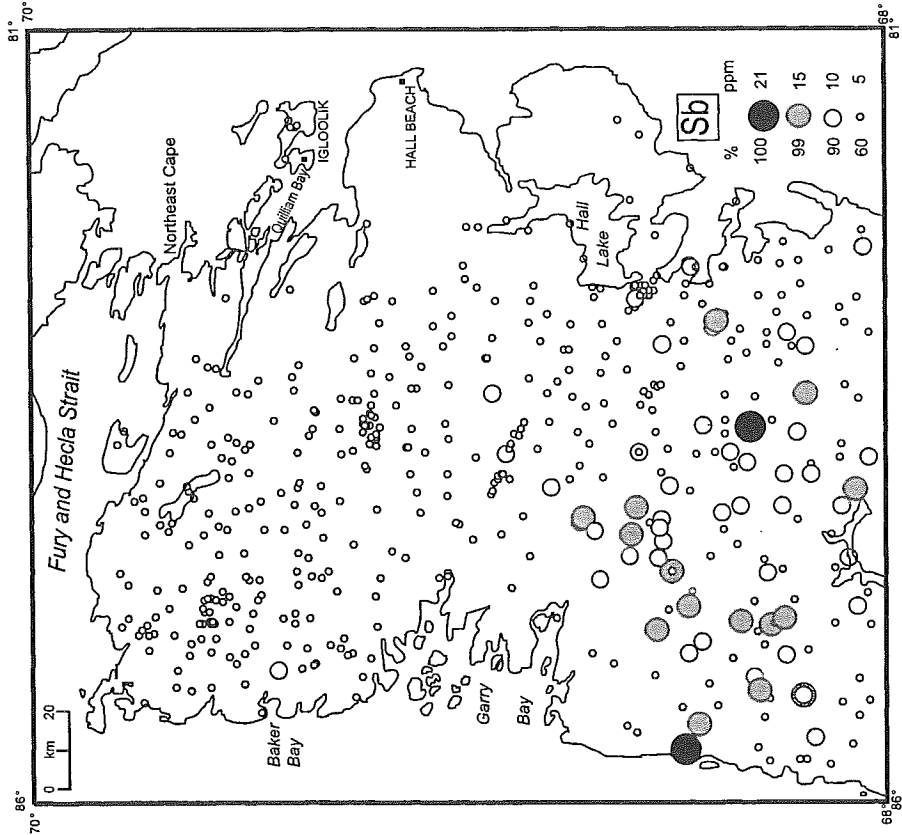 81°
70°
Fury and Hecla Strait
Northeast Cape
Quilliam Bay
IGLOOLIK
HALL BEACH
Hall
Lake
Sb
% ppm
100 21
99 15
90 10
60 5
Baker
Bay
Garry
Bay
0 km 20
86°
70°
68°
81°
68°
86°